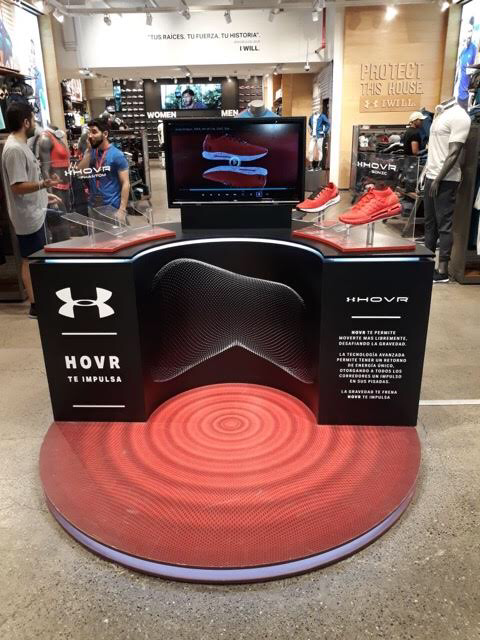 "TUS RAÍCES. TU FUERZA. TU HISTORIA".
I WILL.
PROTECT
THIS HOUSE.
I WILL.
WOMEN
MEN
HOVR
PHANTOM
HOVR
SONIC
HOVR
TE IMPULSA
HOVR
HOVR TE PERMITE
MOVERTE MAS LIBREMENTE,
DESAFIANDO LA GRAVEDAD.
LA TECNOLOGÍA AVANZADA
PERMITE TENER UN RETORNO
DE ENERGÍA ÚNICO,
OTORGANDO A TODOS LOS
CORREDORES UN IMPULSO
EN SUS PISADAS.
LA GRAVEDAD TE FRENA
HOVR TE IMPULSA